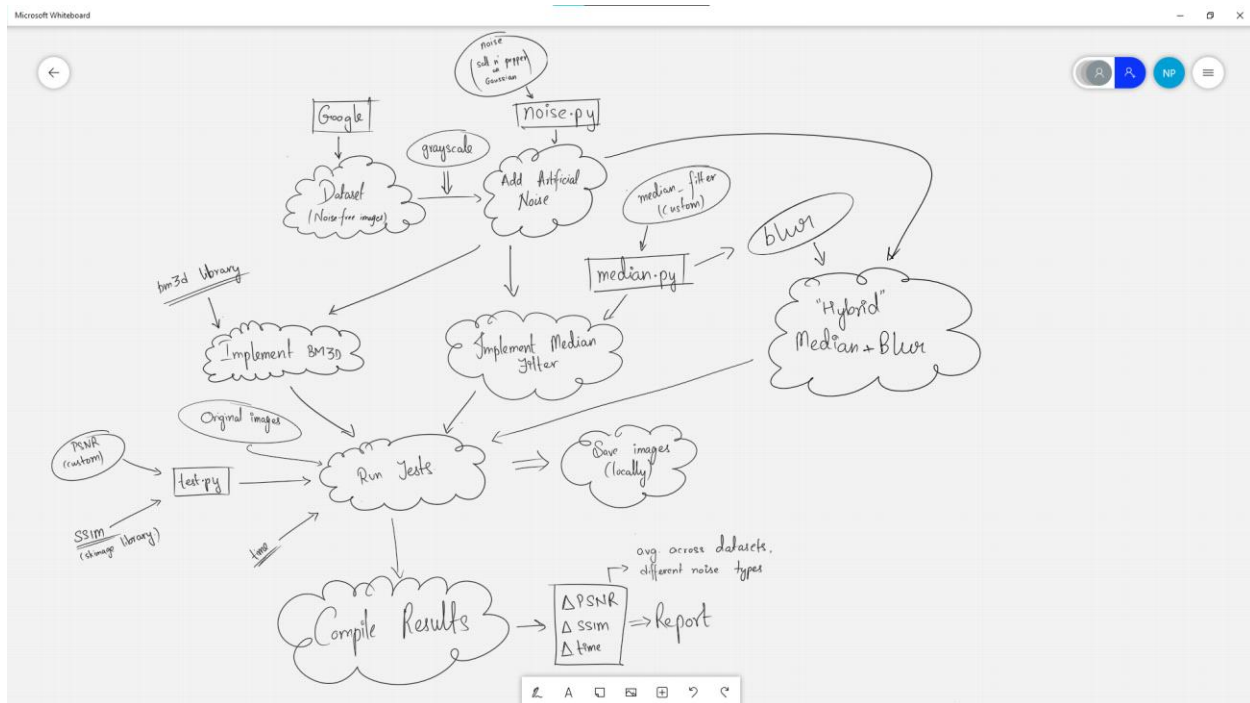 Microsoft Whiteboard
NP
noise
(salt n' pepper
or
Gaussian)
Google
noise.py
grayscale
Dataset
(Noise-free images)
Add Artificial
Noise
median_filter
(custom)
blur
median.py
bm3d library
"Hybrid"
Median + Blur
Implement BM3D
Implement Median
Filter
Original images
PSNR
(custom)
test.py
Run Tests
Save images
(locally)
SSIM
(skimage library)
time
avg. across datasets,
different noise types
Compile Results
Δ PSNR
Δ SSIM
Δ time
Report
A